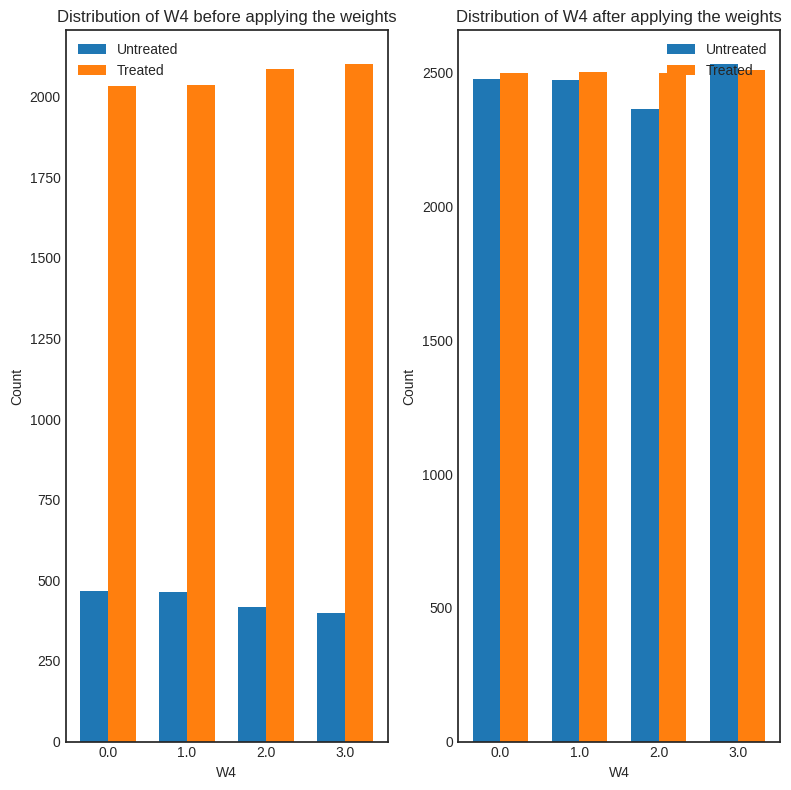 Distribution of W4 before applying the weights
Untreated
Treated
2000
1750
1500
1250
1000
750
500
250
0
Count
0.0 1.0 2.0 3.0
W4
Distribution of W4 after applying the weights
Untreated
Treated
2500
2000
1500
1000
500
0
Count
0.0 1.0 2.0 3.0
W4